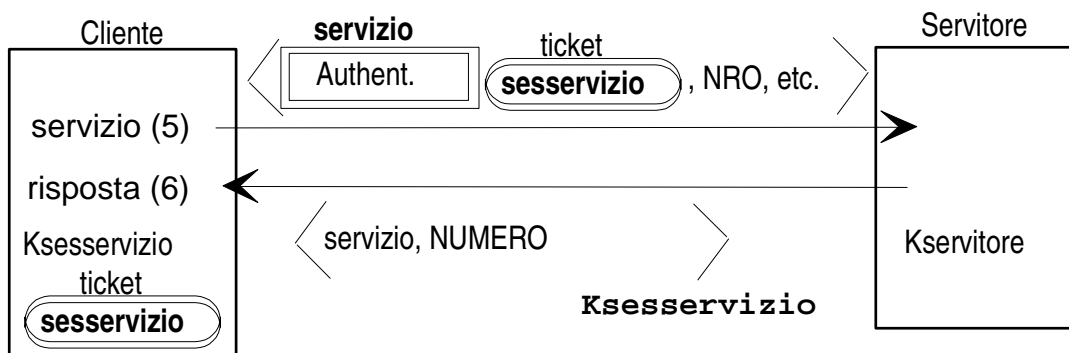 Cliente
servizio
ticket
Servitore
Authent.
sesservizio , NRO, etc.
servizio (5)
risposta (6)
servizio, NUMERO
Ksesservizio
Kservitore
ticket
sesservizio
Ksesservizio